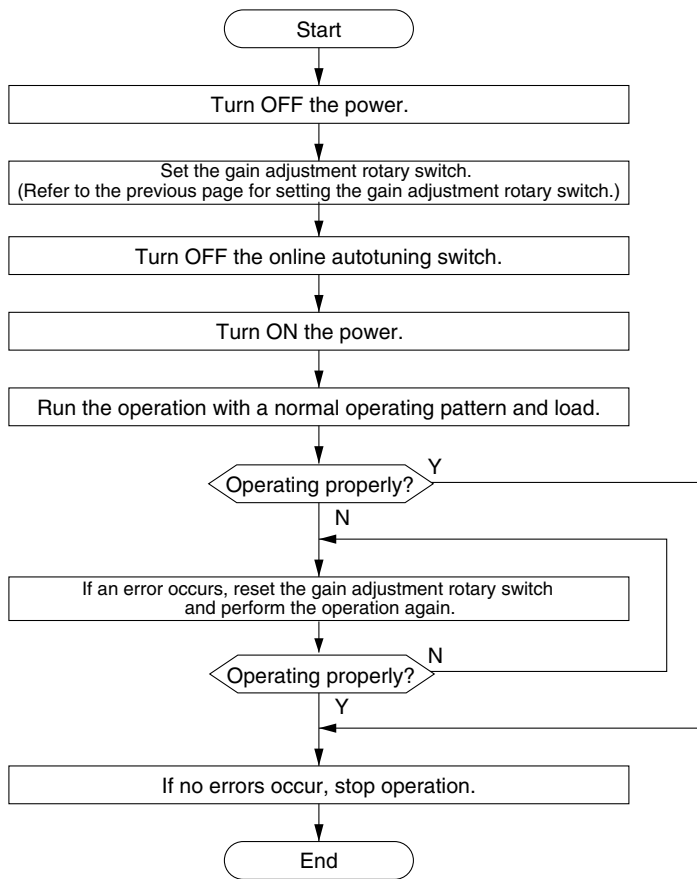 Start
Turn OFF the power.
Set the gain adjustment rotary switch.
(Refer to the previous page for setting the gain adjustment rotary switch.)
Turn OFF the online autotuning switch.
Turn ON the power.
Run the operation with a normal operating pattern and load.
Operating properly?
Y
N
If an error occurs, reset the gain adjustment rotary switch
and perform the operation again.
Operating properly?
N
Y
If no errors occur, stop operation.
End